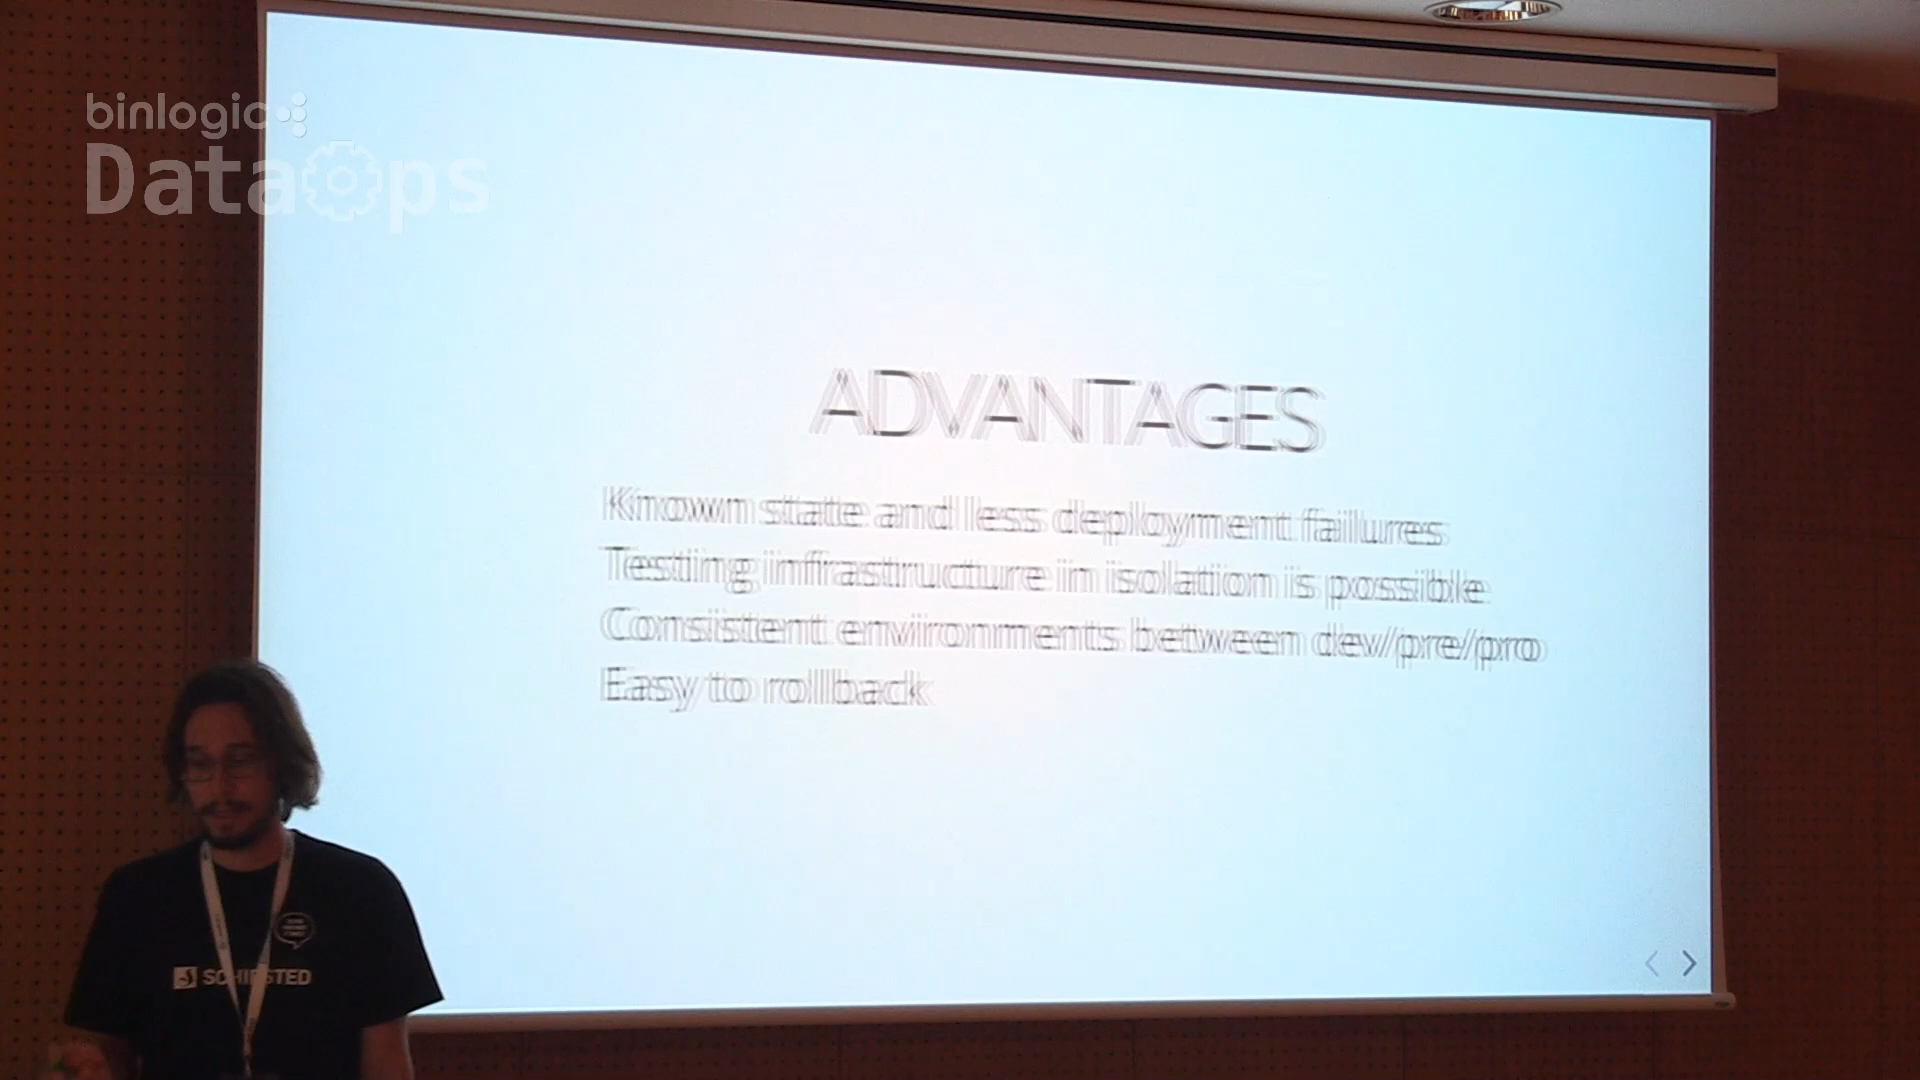 binlogic
DataOps
ADVANTAGES
Known state and less deployment failures
Testing infrastructure in isolation is possible
Consistent environments between dev/pre/pro
Easy to rollback
SCHIBSTED